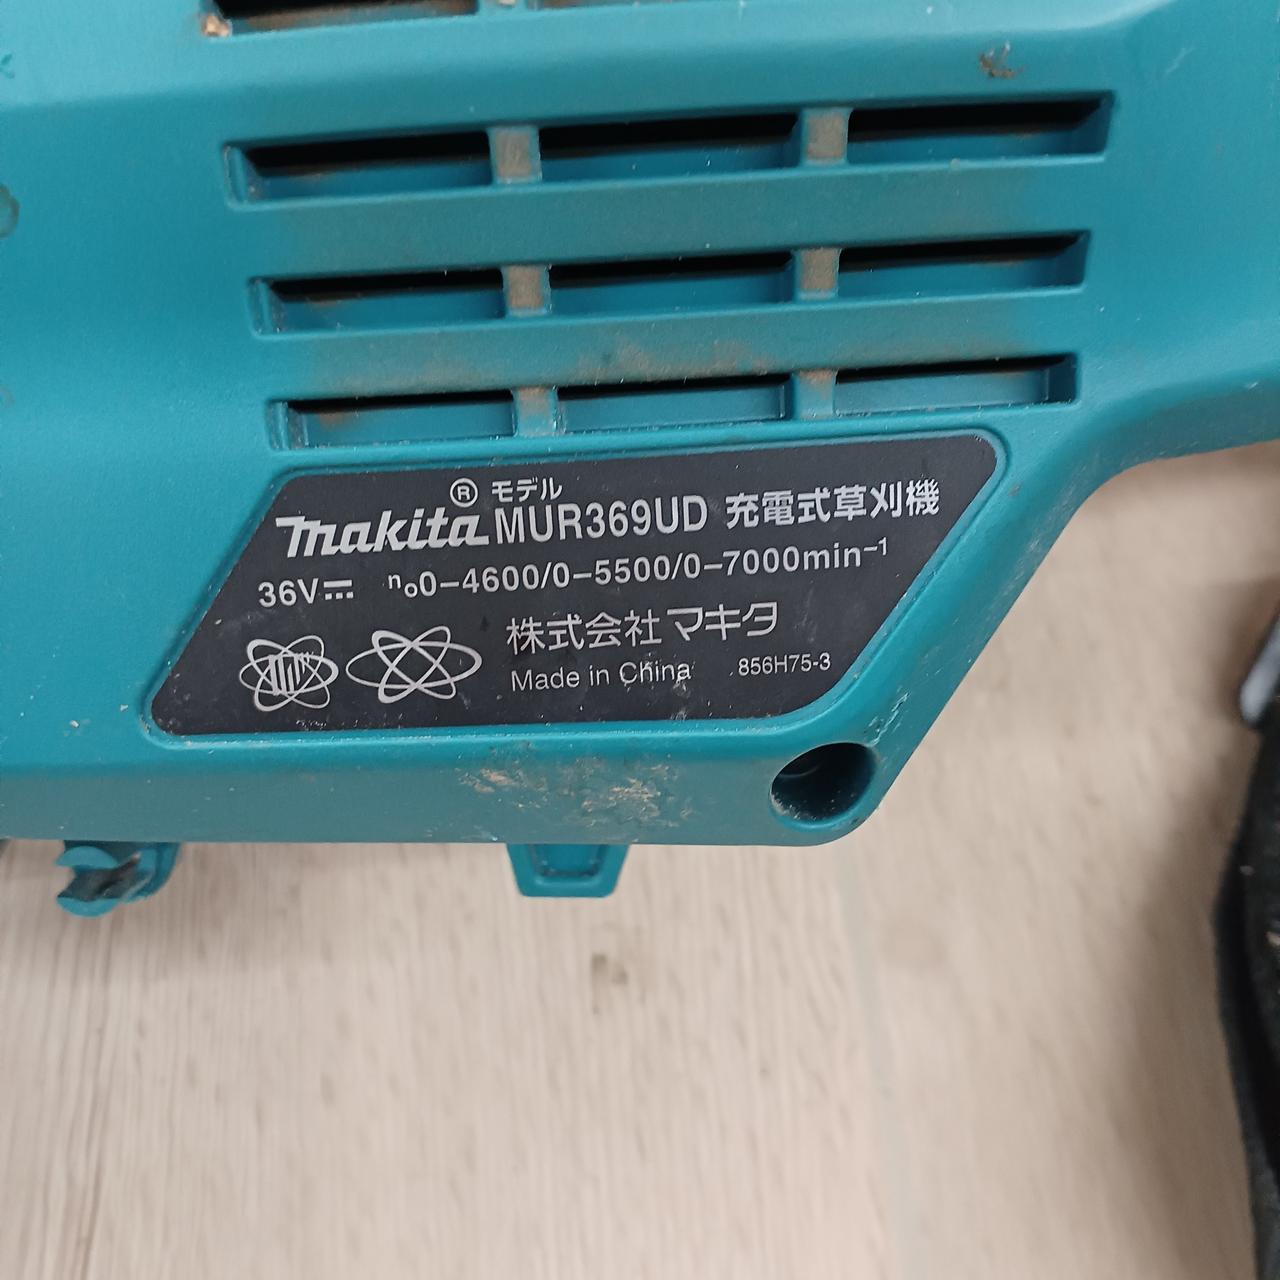 makita® モデル MUR369UD 充電式草刈機
36V⎓ n₀0-4600/0-5500/0-7000min⁻¹
株式会社マキタ
Made in China 856H75-3